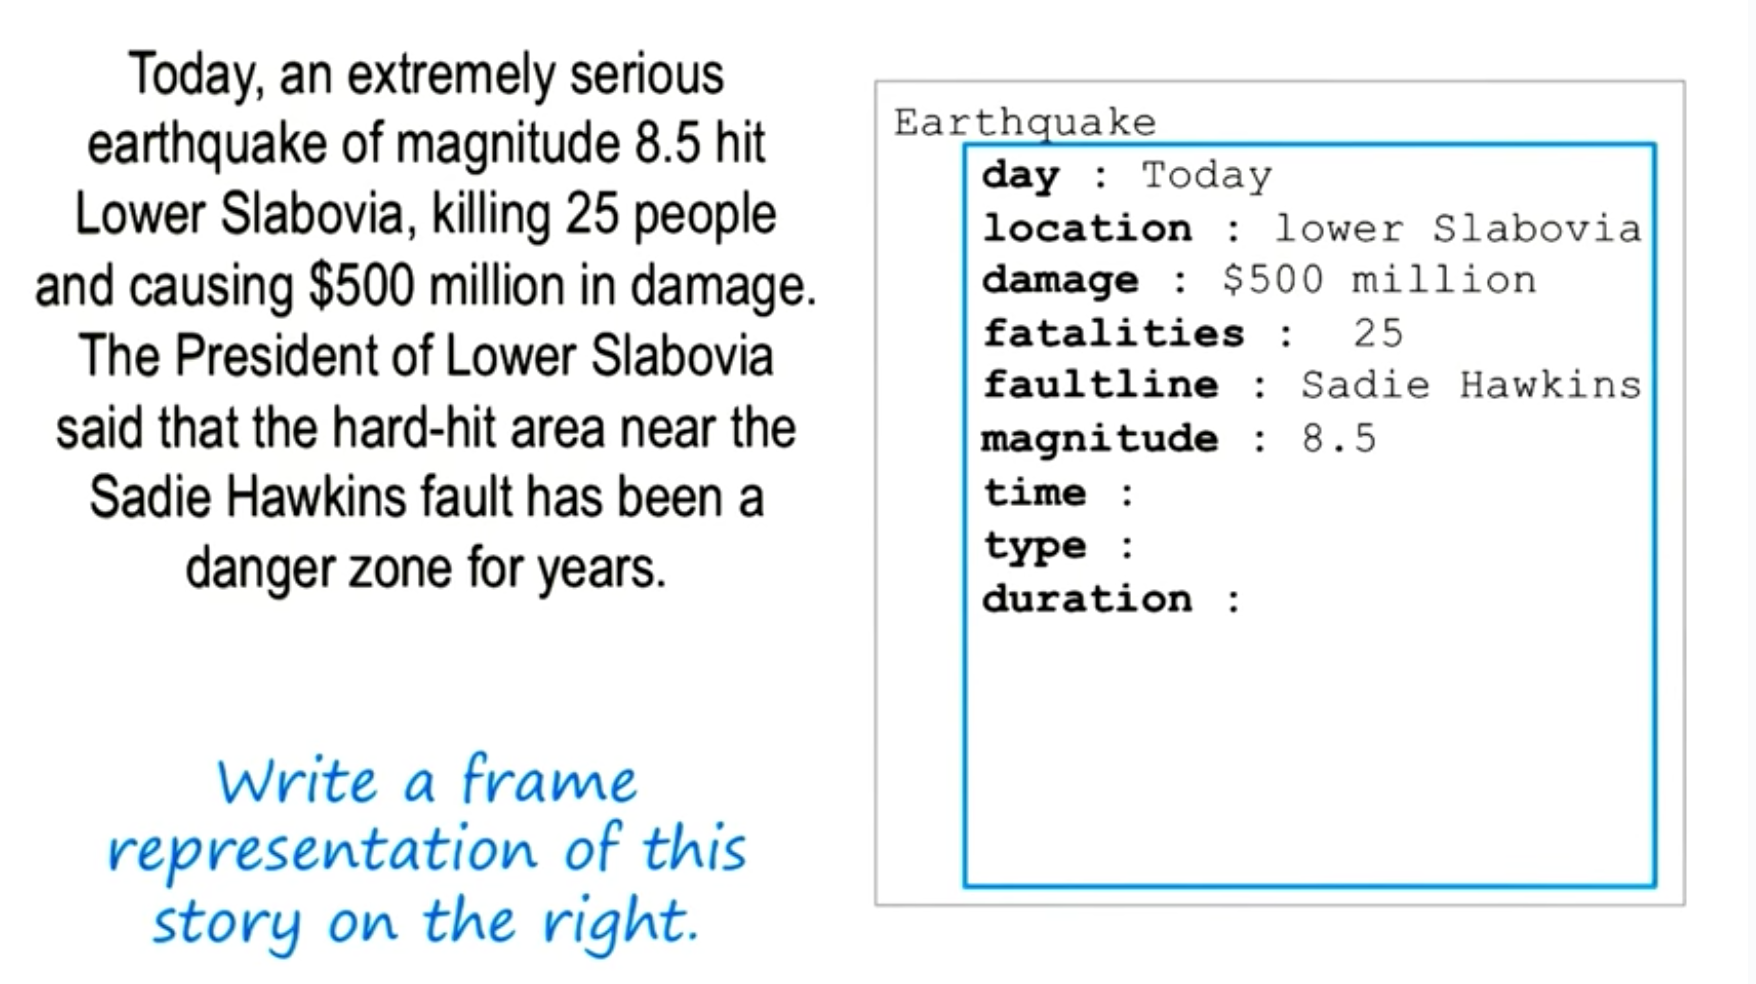 Today, an extremely serious
earthquake of magnitude 8.5 hit
Lower Slabovia, killing 25 people
and causing $500 million in damage.
The President of Lower Slabovia
said that the hard-hit area near the
Sadie Hawkins fault has been a
danger zone for years.
Write a frame
representation of this
story on the right.
Earthquake
day : Today
location : lower Slabovia
damage : $500 million
fatalities : 25
faultline : Sadie Hawkins
magnitude : 8.5
time :
type :
duration :